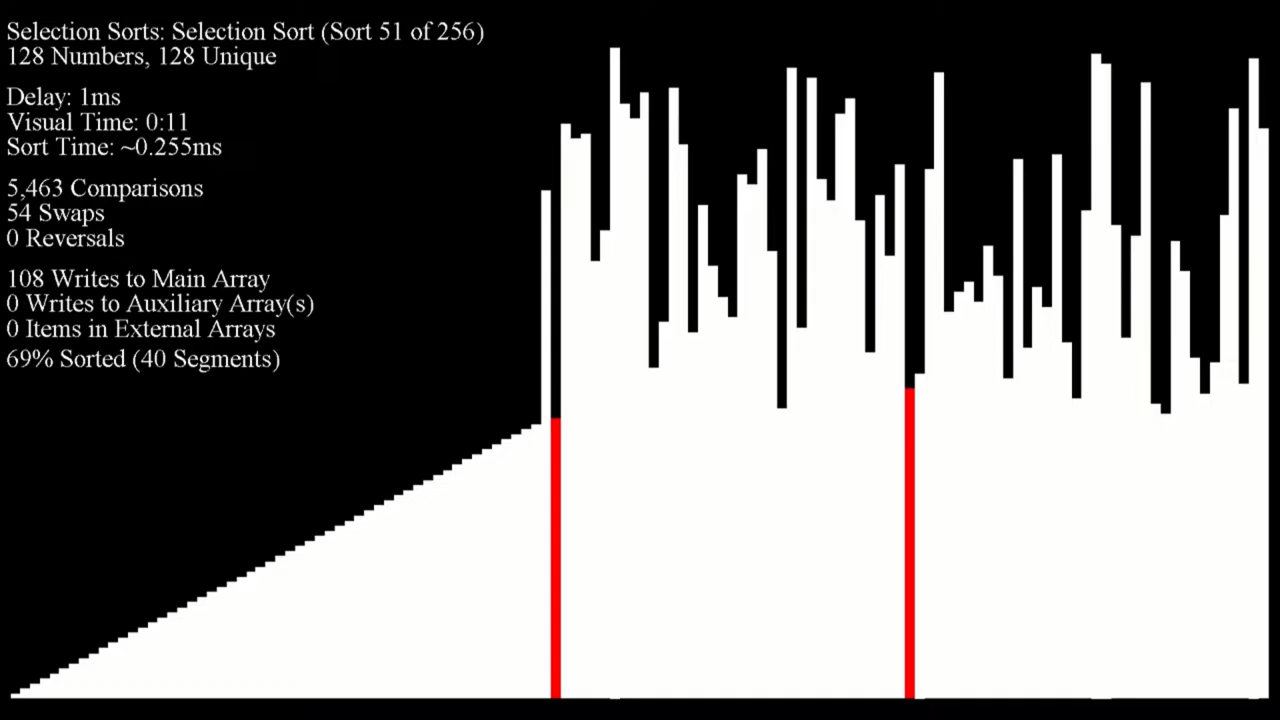 Selection Sorts: Selection Sort (Sort 51 of 256)
128 Numbers, 128 Unique
Delay: 1ms
Visual Time: 0:11
Sort Time: ~0.255ms
5,463 Comparisons
54 Swaps
0 Reversals
108 Writes to Main Array
0 Writes to Auxiliary Array(s)
0 Items in External Arrays
69% Sorted (40 Segments)